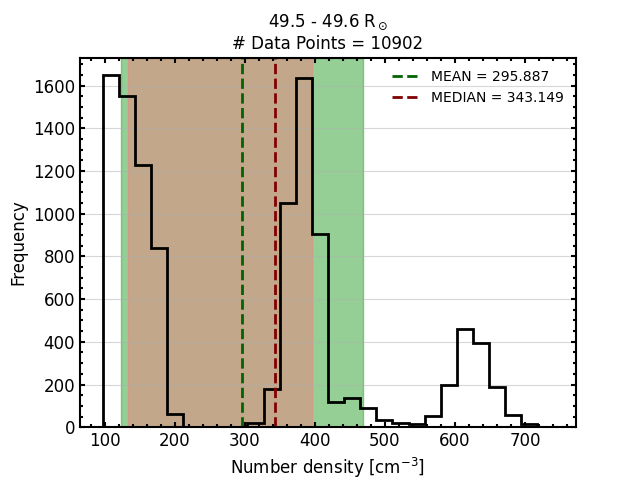 49.5 - 49.6 R⊙
# Data Points = 10902
MEAN = 295.887
MEDIAN = 343.149
Frequency
1600
1400
1200
1000
800
600
400
200
0
100 200 300 400 500 600 700
Number density [cm⁻³]